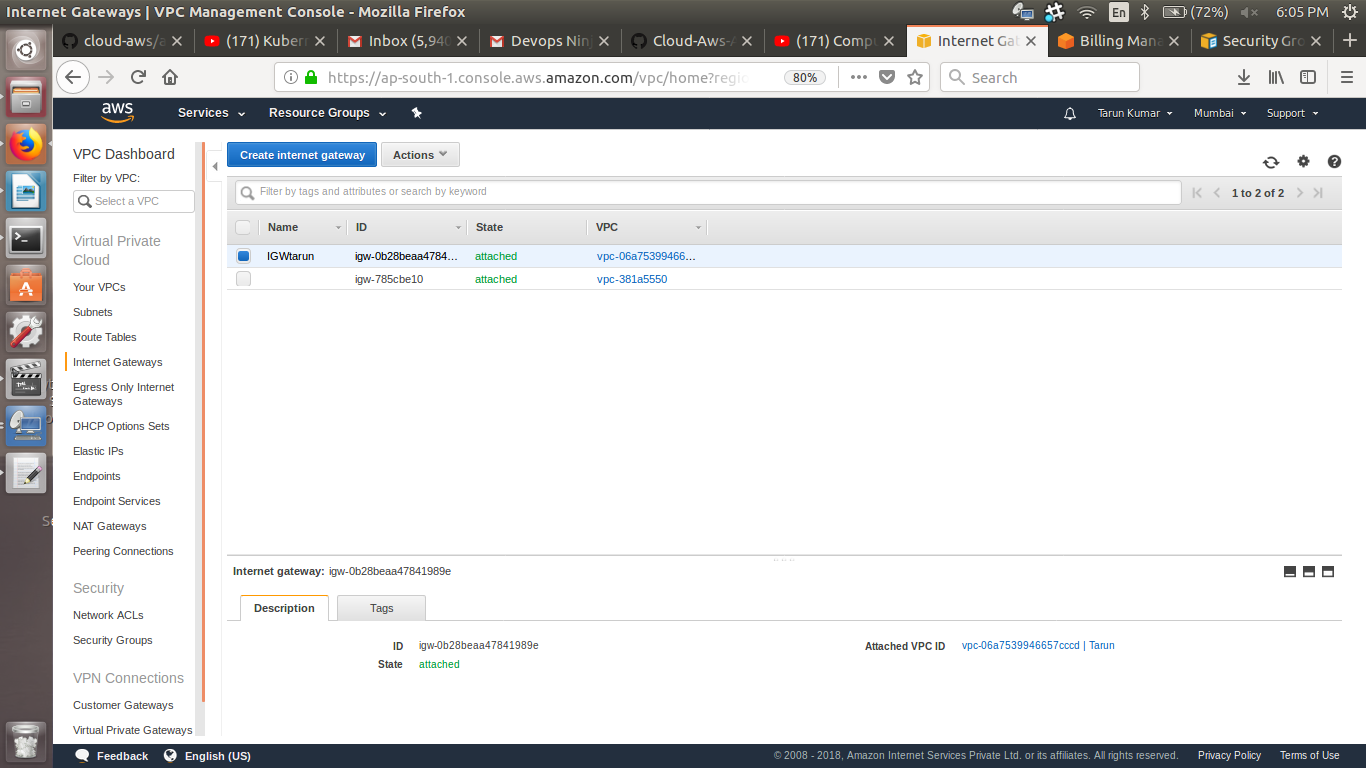 Internet Gateways | VPC Management Console - Mozilla Firefox
En
(72%)
6:05 PM
cloud-aws/a
(171) Kuber
Inbox (5,940
Devops Nin
Cloud-Aws-
(171) Comp
Internet Gat
Billing Mana
Security Gro
https://ap-south-1.console.aws.amazon.com/vpc/home?regi
80%
Search
aws
Services
Resource Groups
Tarun Kumar
Mumbai
Support
VPC Dashboard
Filter by VPC:
Select a VPC
Virtual Private
Cloud
Your VPCs
Subnets
Route Tables
Internet Gateways
Egress Only Internet
Gateways
DHCP Options Sets
Elastic IPs
Endpoints
Endpoint Services
NAT Gateways
Peering Connections
Security
Network ACLs
Security Groups
VPN Connections
Customer Gateways
Virtual Private Gateways
Create internet gateway
Actions
Filter by tags and attributes or search by keyword
1 to 2 of 2
Name ID State VPC
IGWtarun igw-0b28beaa4784... attached vpc-06a75399466...
igw-785cbe10 attached vpc-381a5550
Internet gateway: igw-0b28beaa47841989e
Description Tags
ID igw-0b28beaa47841989e Attached VPC ID vpc-06a7539946657cccd | Tarun
State attached
Feedback
English (US)
© 2008 - 2018, Amazon Internet Services Private Ltd. or its affiliates. All rights reserved.
Privacy Policy
Terms of Use